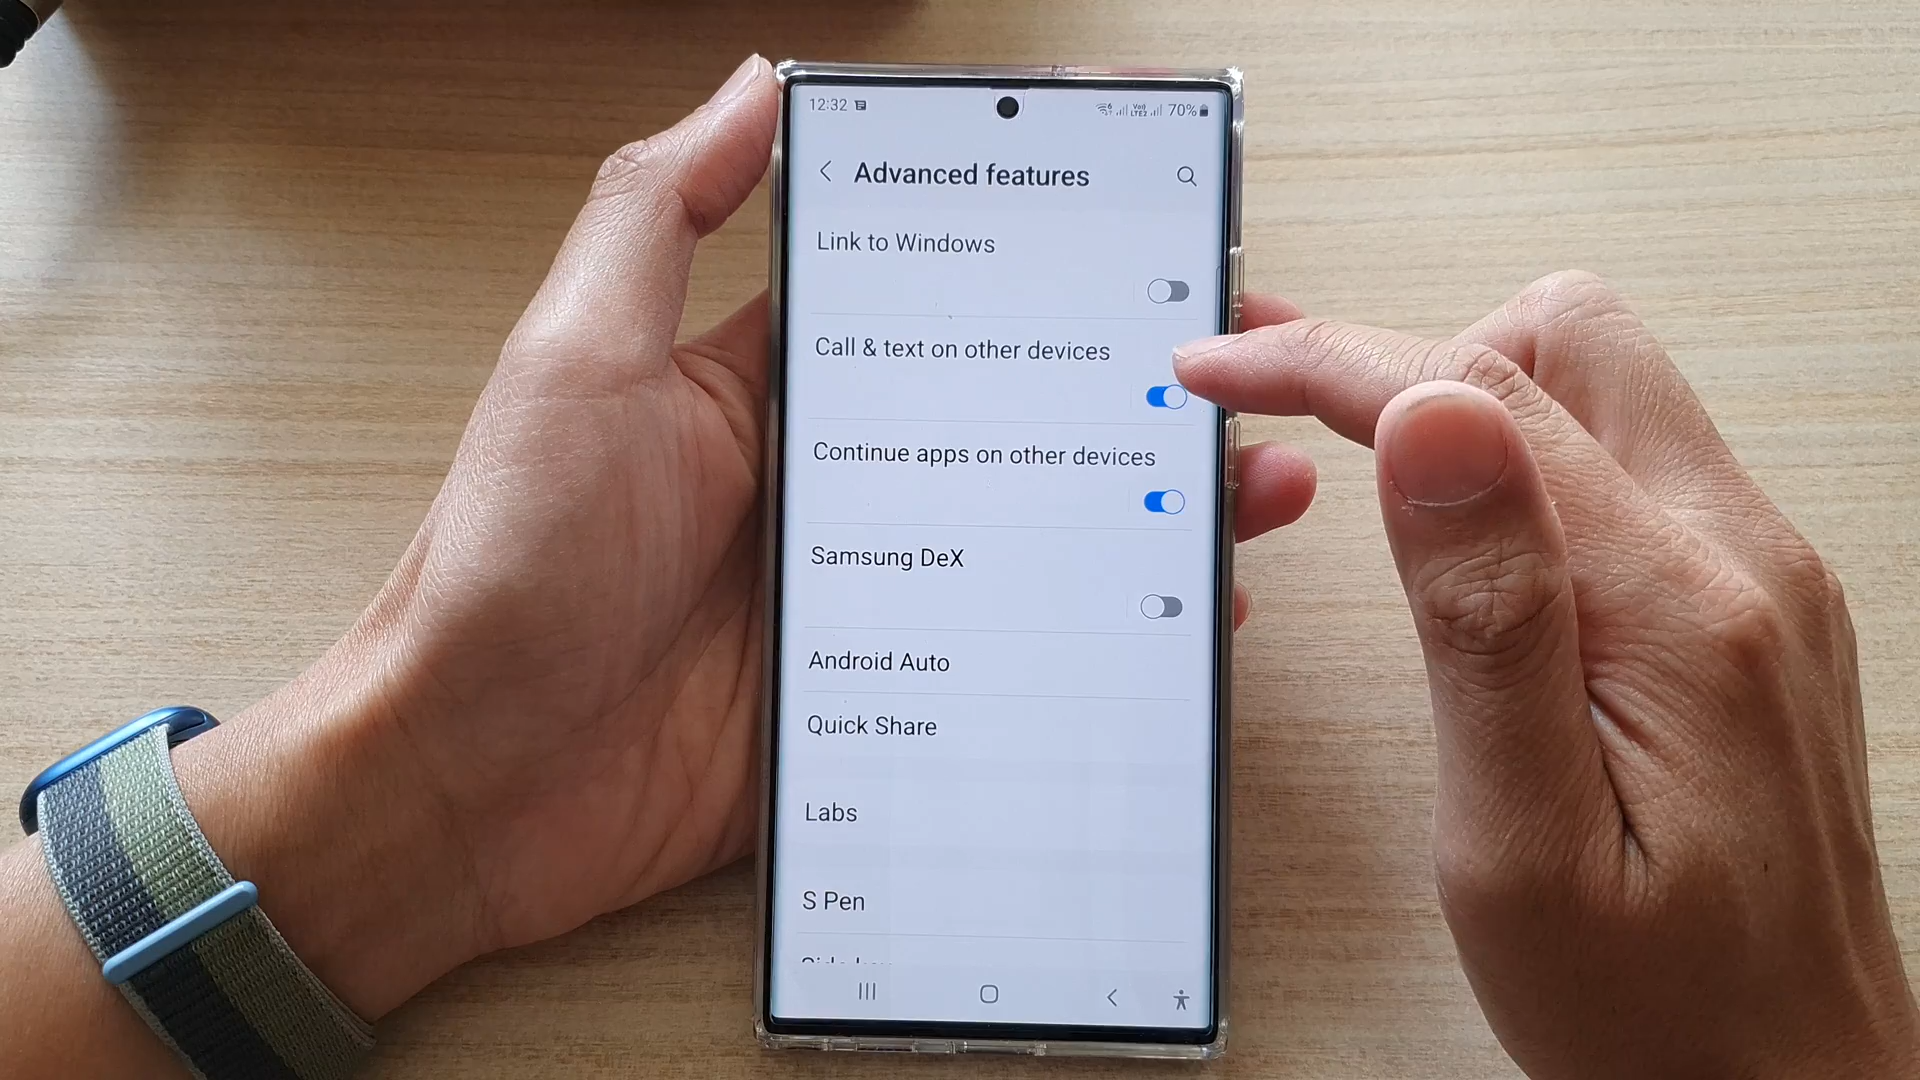 12:32
70%
Advanced features
Link to Windows
Call & text on other devices
Continue apps on other devices
Samsung DeX
Android Auto
Quick Share
Labs
S Pen